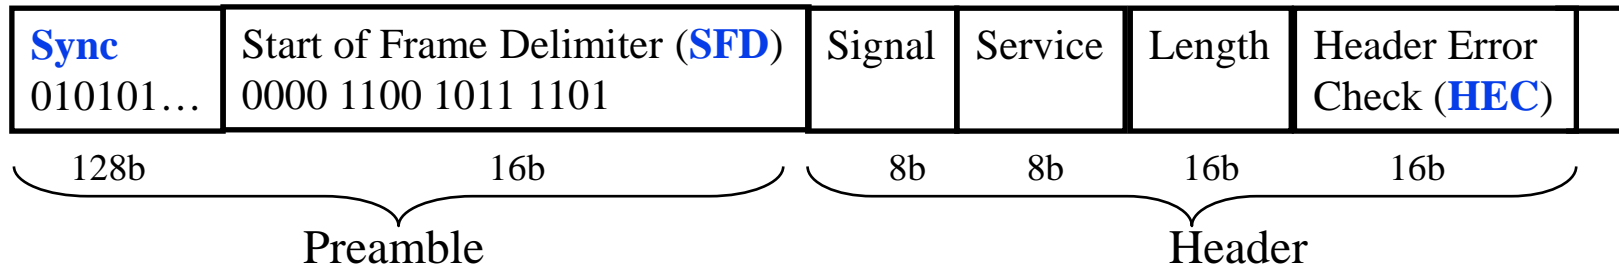 Sync
010101…
Start of Frame Delimiter (SFD)
0000 1100 1011 1101
Signal
Service
Length
Header Error
Check (HEC)
128b
16b
8b
8b
16b
16b
Preamble
Header